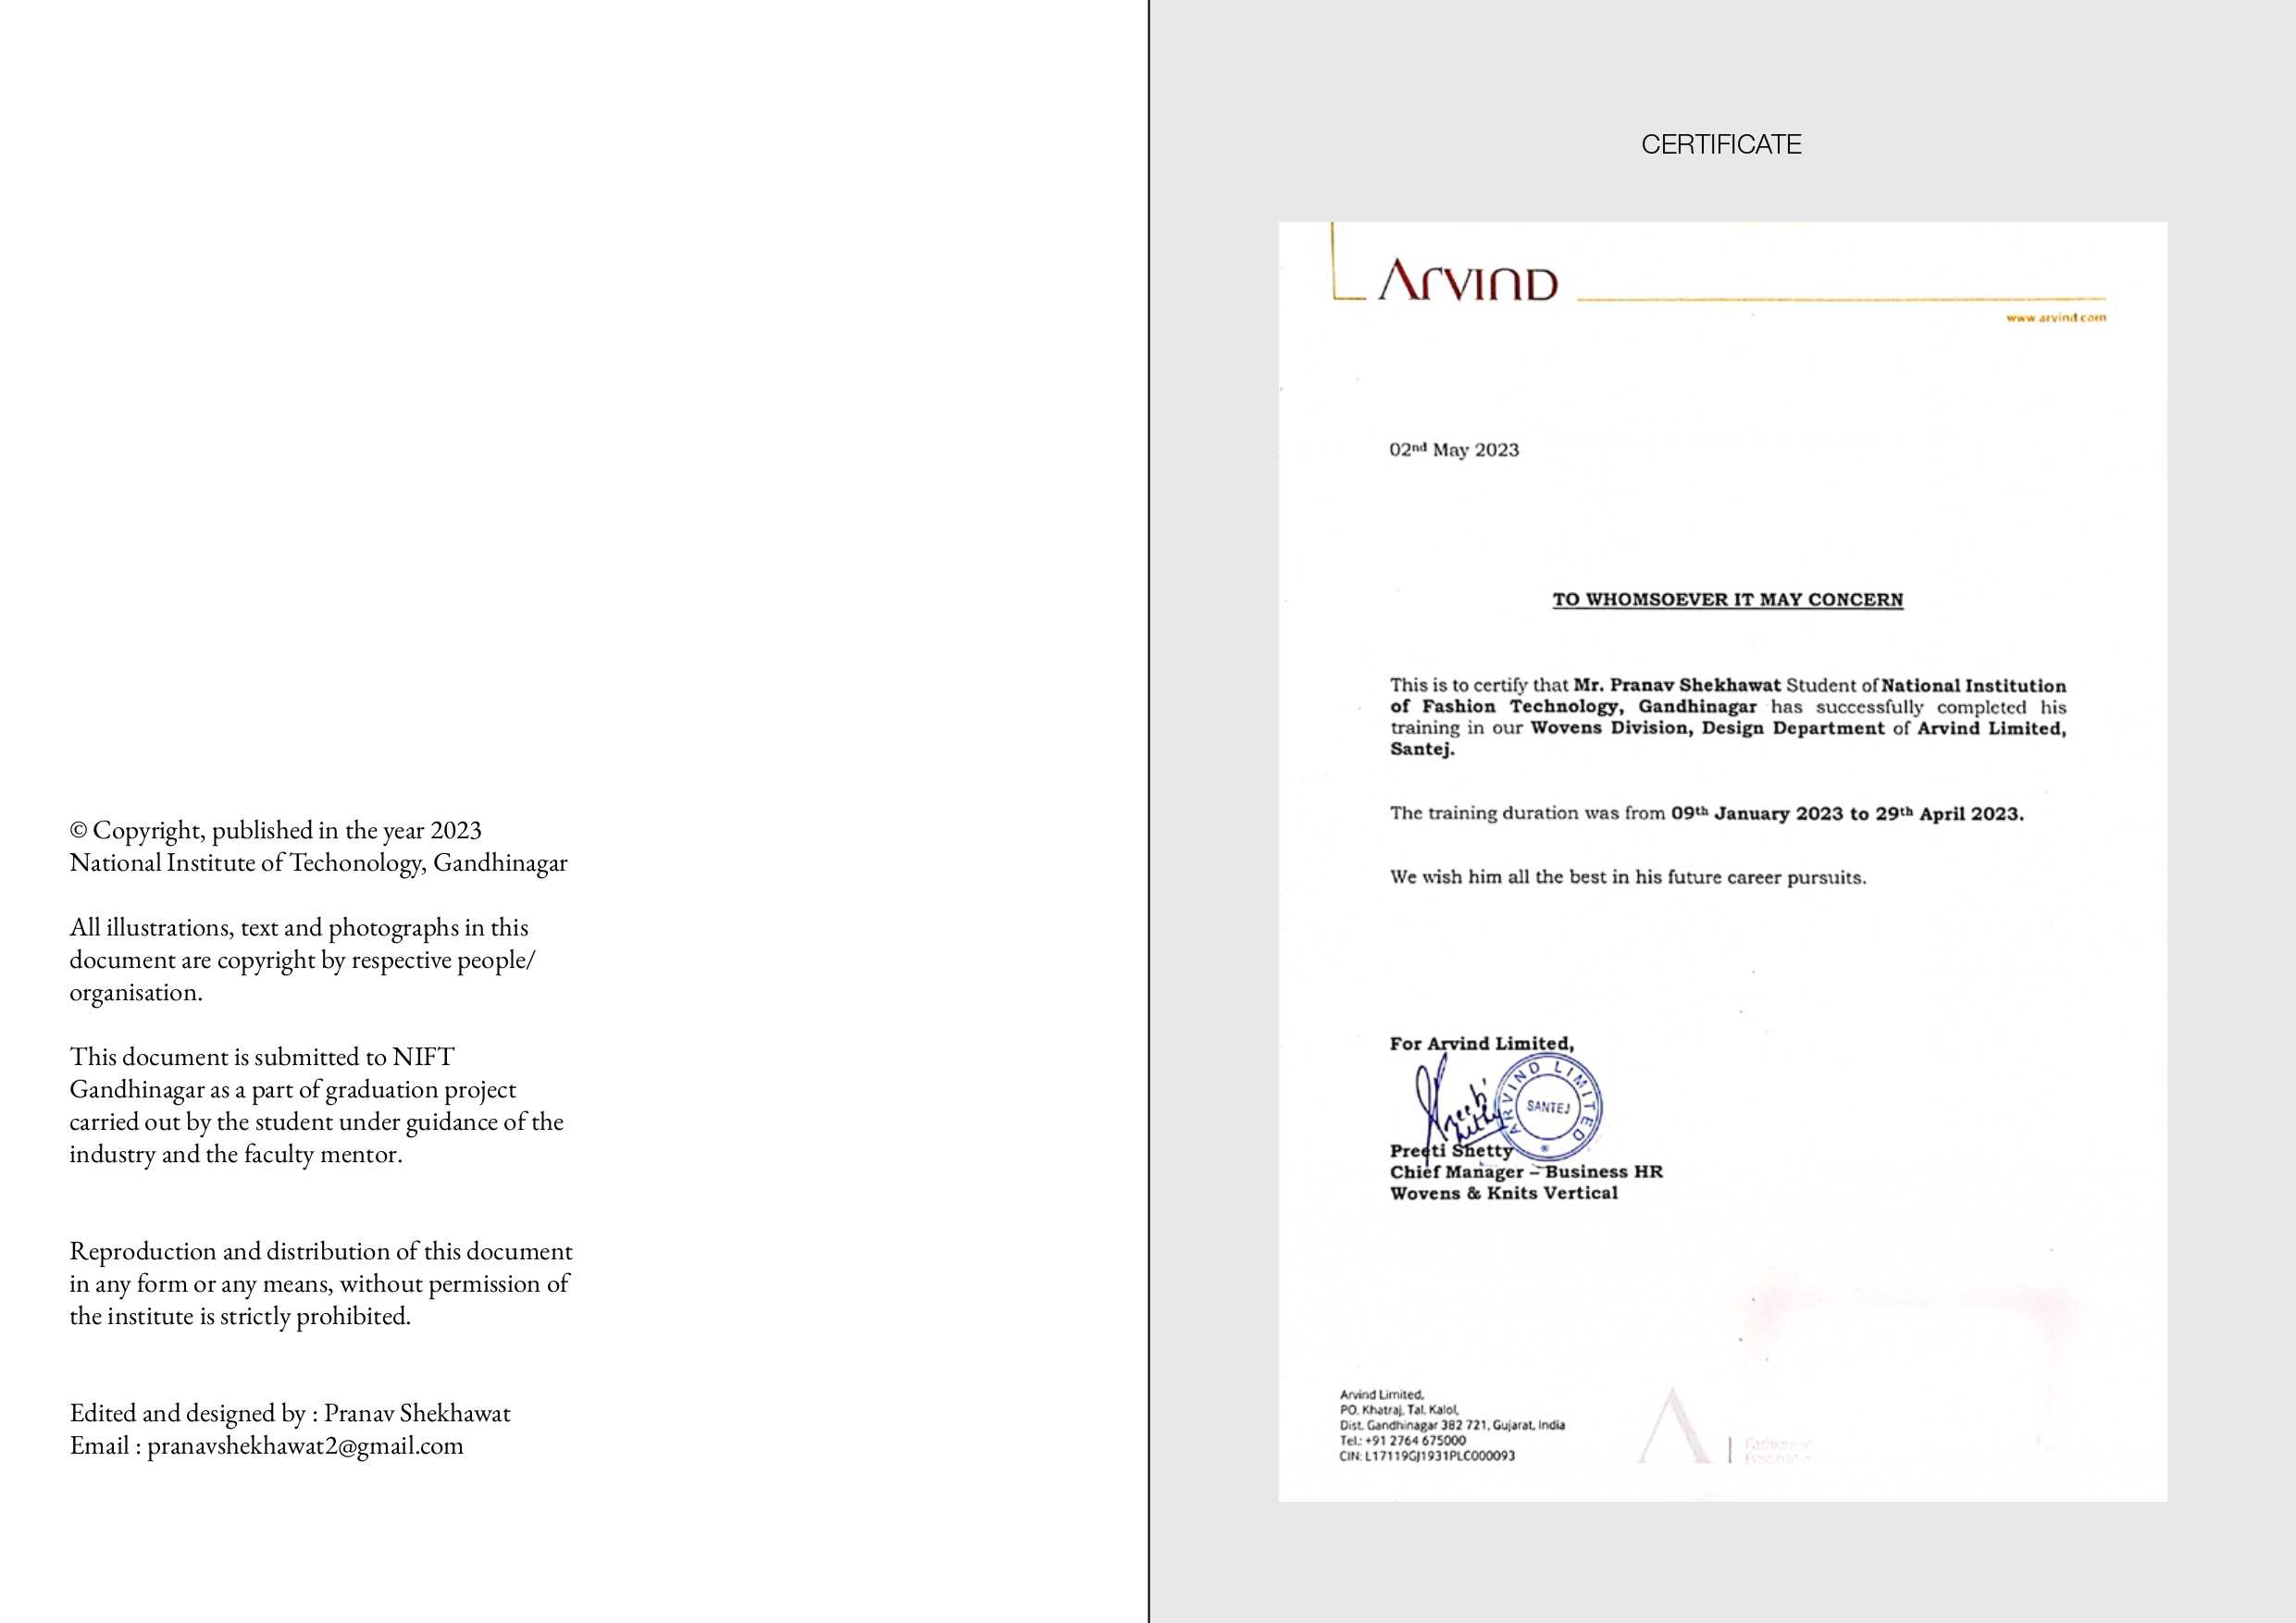 © Copyright, published in the year 2023
National Institute of Techonology, Gandhinagar
All illustrations, text and photographs in this
document are copyright by respective people/
organisation.
This document is submitted to NIFT
Gandhinagar as a part of graduation project
carried out by the student under guidance of the
industry and the faculty mentor.
Reproduction and distribution of this document
in any form or any means, without permission of
the institute is strictly prohibited.
Edited and designed by : Pranav Shekhawat
Email : pranavshekhawat2@gmail.com
CERTIFICATE
ARVIND
www.arvind.com
02nd May 2023
TO WHOMSOEVER IT MAY CONCERN
This is to certify that Mr. Pranav Shekhawat Student of National Institution
of Fashion Technology, Gandhinagar has successfully completed his
training in our Wovens Division, Design Department of Arvind Limited,
Santej.
The training duration was from 09th January 2023 to 29th April 2023.
We wish him all the best in his future career pursuits.
For Arvind Limited,
ARVIND LIMITED
SANTEJ
Preeti Shetty
Chief Manager – Business HR
Wovens & Knits Vertical
Arvind Limited,
PO. Khatraj, Tal. Kalol,
Dist. Gandhinagar 382 721, Gujarat, India
Tel.: +91 2764 675000
CIN: L17119GJ1931PLC000093